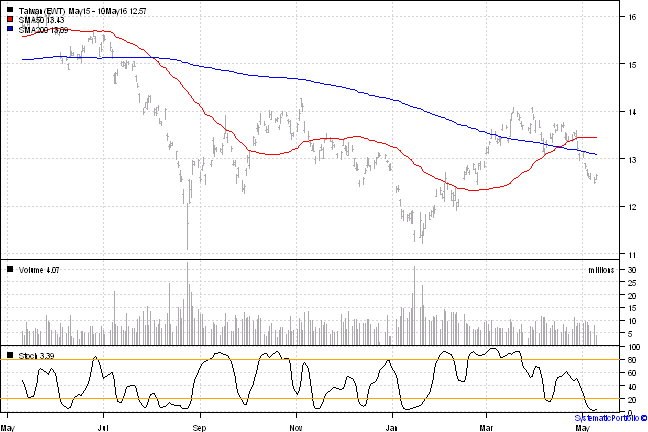 Taiwan (EWT) May15 - 10May16 12.57
SMA50 13.43
SMA200 13.09
16
15
14
13
12
11
Volume 4.07
millions
30
25
20
15
10
5
Stoch 3.39
100
80
60
40
20
0
May Jul Sep Nov Jan Mar May
SystematicPortfolio ©